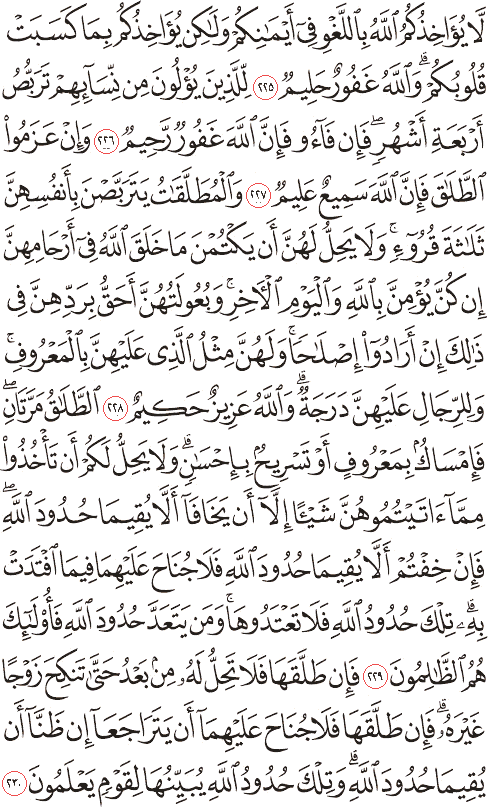 لَّا يُؤَاخِذُكُمُ ٱللَّهُ بِٱللَّغۡوِ فِيٓ أَيۡمَٰنِكُمۡ وَلَٰكِن يُؤَاخِذُكُم بِمَا كَسَبَتۡ
قُلُوبُكُمۡۗ وَٱللَّهُ غَفُورٌ حَلِيمٞ ٢٢٥ لِّلَّذِينَ يُؤۡلُونَ مِن نِّسَآئِهِمۡ تَرَبُّصُ
أَرۡبَعَةِ أَشۡهُرٖۖ فَإِن فَآءُو فَإِنَّ ٱللَّهَ غَفُورٞ رَّحِيمٞ ٢٢٦ وَإِنۡ عَزَمُواْ
ٱلطَّلَٰقَ فَإِنَّ ٱللَّهَ سَمِيعٌ عَلِيمٞ ٢٢٧ وَٱلۡمُطَلَّقَٰتُ يَتَرَبَّصۡنَ بِأَنفُسِهِنَّ
ثَلَٰثَةَ قُرُوٓءٖۚ وَلَا يَحِلُّ لَهُنَّ أَن يَكۡتُمۡنَ مَا خَلَقَ ٱللَّهُ فِيٓ أَرۡحَامِهِنَّ
إِن كُنَّ يُؤۡمِنَّ بِٱللَّهِ وَٱلۡيَوۡمِ ٱلۡأٓخِرِۚ وَبُعُولَتُهُنَّ أَحَقُّ بِرَدِّهِنَّ فِي
ذَٰلِكَ إِنۡ أَرَادُوٓاْ إِصۡلَٰحٗاۚ وَلَهُنَّ مِثۡلُ ٱلَّذِي عَلَيۡهِنَّ بِٱلۡمَعۡرُوفِۚ
وَلِلرِّجَالِ عَلَيۡهِنَّ دَرَجَةٞۗ وَٱللَّهُ عَزِيزٌ حَكِيمٌ ٢٢٨ ٱلطَّلَٰقُ مَرَّتَانِۖ
فَإِمۡسَاكُۢ بِمَعۡرُوفٍ أَوۡ تَسۡرِيحُۢ بِإِحۡسَٰنٖۗ وَلَا يَحِلُّ لَكُمۡ أَن تَأۡخُذُواْ
مِمَّآ ءَاتَيۡتُمُوهُنَّ شَيۡـًٔا إِلَّآ أَن يَخَافَآ أَلَّا يُقِيمَا حُدُودَ ٱللَّهِۖ
فَإِنۡ خِفۡتُمۡ أَلَّا يُقِيمَا حُدُودَ ٱللَّهِ فَلَا جُنَاحَ عَلَيۡهِمَا فِيمَا ٱفۡتَدَتۡ
بِهِۦۗ تِلۡكَ حُدُودُ ٱللَّهِ فَلَا تَعۡتَدُوهَاۚ وَمَن يَتَعَدَّ حُدُودَ ٱللَّهِ فَأُوْلَٰٓئِكَ
هُمُ ٱلظَّٰلِمُونَ ٢٢٩ فَإِن طَلَّقَهَا فَلَا تَحِلُّ لَهُۥ مِنۢ بَعۡدُ حَتَّىٰ تَنكِحَ زَوۡجًا
غَيۡرَهُۥۗ فَإِن طَلَّقَهَا فَلَا جُنَاحَ عَلَيۡهِمَآ أَن يَتَرَاجَعَآ إِن ظَنَّآ أَن
يُقِيمَا حُدُودَ ٱللَّهِۗ وَتِلۡكَ حُدُودُ ٱللَّهِ يُبَيِّنُهَا لِقَوۡمٖ يَعۡلَمُونَ ٢٣٠